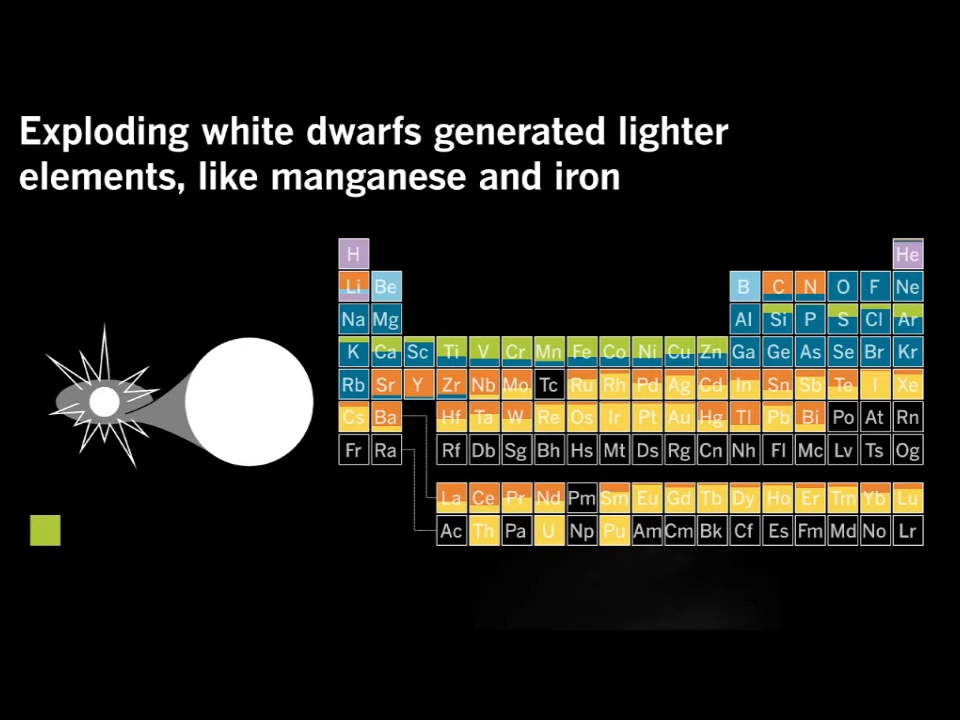 Exploding white dwarfs generated lighter
elements, like manganese and iron
H He
Li Be B C N O F Ne
Na Mg Al Si P S Cl Ar
K Ca Sc Ti V Cr Mn Fe Co Ni Cu Zn Ga Ge As Se Br Kr
Rb Sr Y Zr Nb Mo Tc Ru Rh Pd Ag Cd In Sn Sb Te I Xe
Cs Ba Hf Ta W Re Os Ir Pt Au Hg Tl Pb Bi Po At Rn
Fr Ra Rf Db Sg Bh Hs Mt Ds Rg Cn Nh Fl Mc Lv Ts Og
La Ce Pr Nd Pm Sm Eu Gd Tb Dy Ho Er Tm Yb Lu
Ac Th Pa U Np Pu Am Cm Bk Cf Es Fm Md No Lr